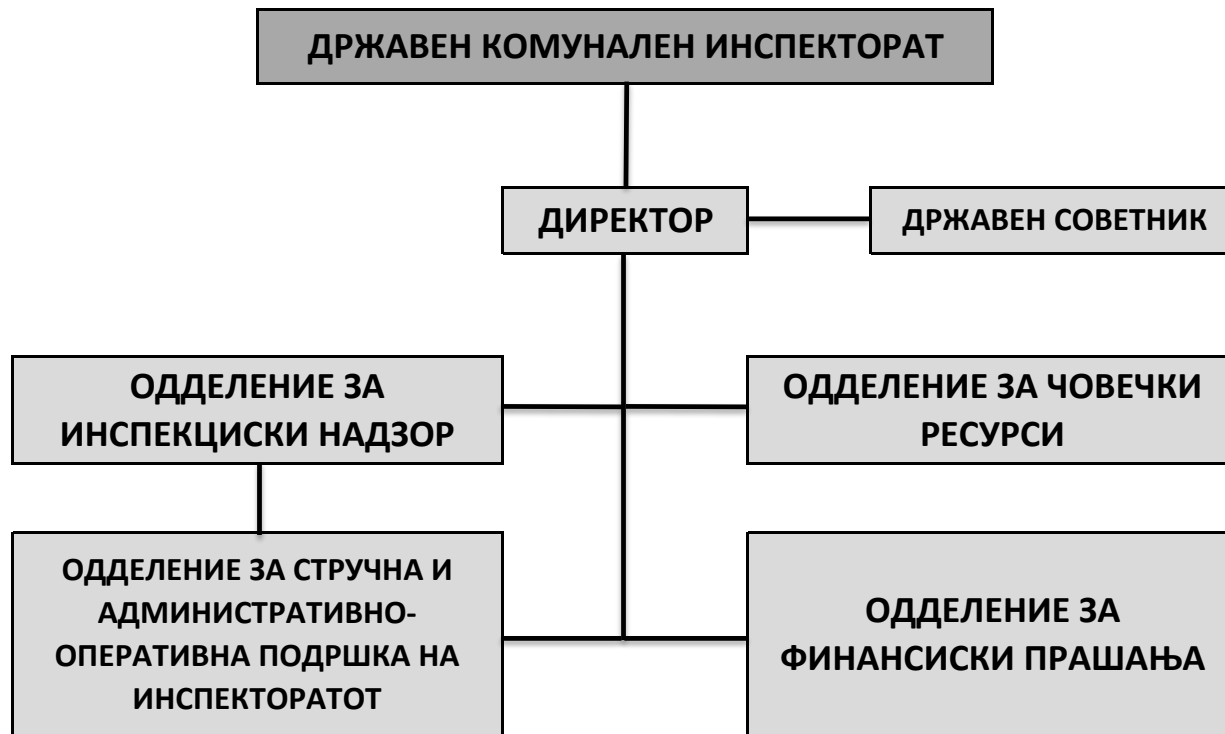 ДРЖАВЕН КОМУНАЛЕН ИНСПЕКТОРАТ
ДИРЕКТОР
ДРЖАВЕН СОВЕТНИК
ОДДЕЛЕНИЕ ЗА
ИНСПЕКЦИСКИ НАДЗОР
ОДДЕЛЕНИЕ ЗА ЧОВЕЧКИ
РЕСУРСИ
ОДДЕЛЕНИЕ ЗА СТРУЧНА И
АДМИНИСТРАТИВНО-
ОПЕРАТИВНА ПОДРШКА НА
ИНСПЕКТОРАТОТ
ОДДЕЛЕНИЕ ЗА
ФИНАНСИСКИ ПРАШАЊА